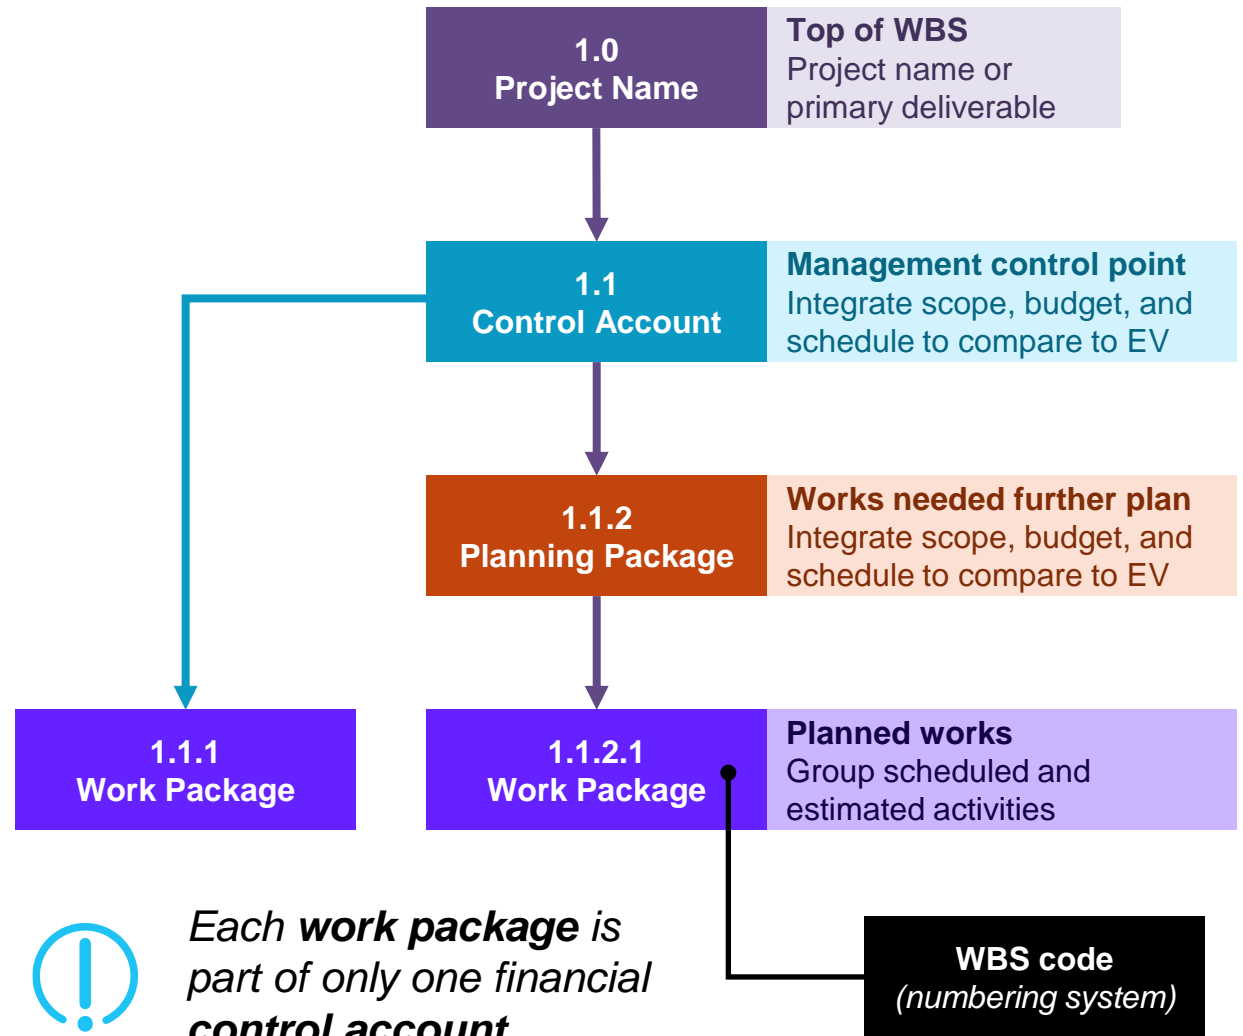 1.0
Project Name
Top of WBS
Project name or
primary deliverable
1.1
Control Account
Management control point
Integrate scope, budget, and
schedule to compare to EV
1.1.2
Planning Package
Works needed further plan
Integrate scope, budget, and
schedule to compare to EV
1.1.1
Work Package
1.1.2.1
Work Package
Planned works
Group scheduled and
estimated activities
Each work package is
part of only one financial
control account
WBS code
(numbering system)